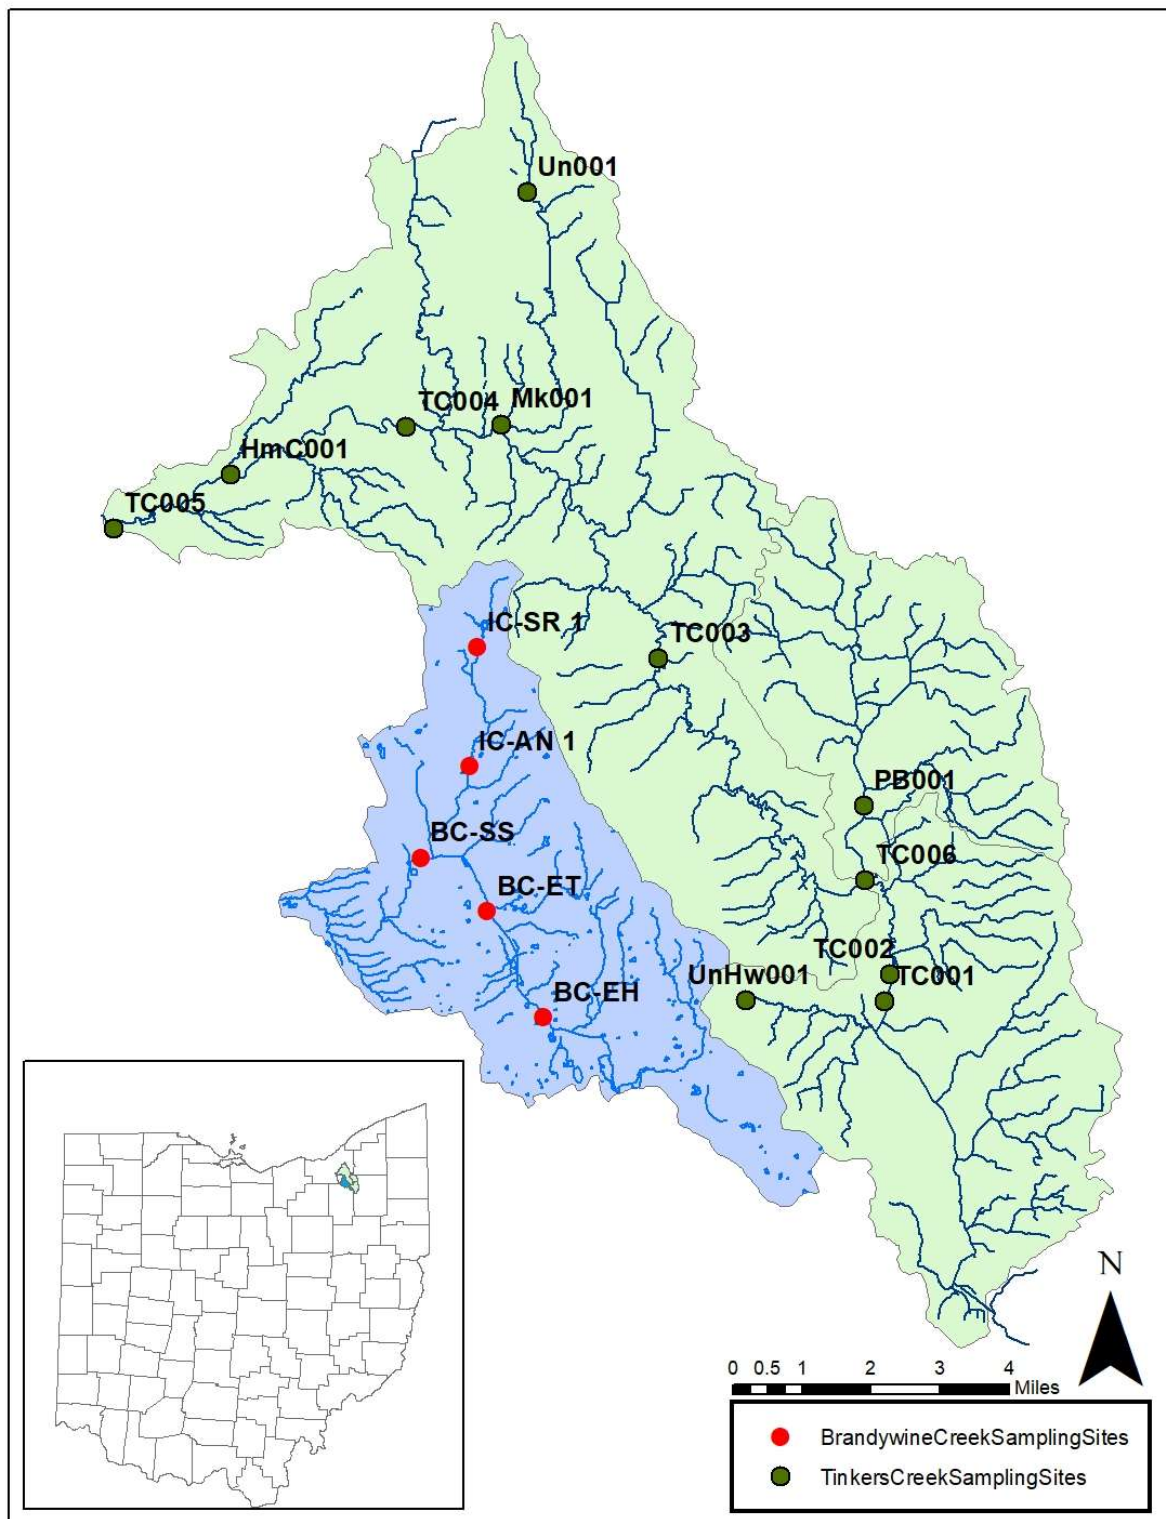 Un001
TC004
Mk001
HmC001
TC005
IC-SR 1
TC003
IC-AN 1
PB001
BC-SS
TC006
BC-ET
TC002
TC001
UnHw001
BC-EH
N
0 0.5 1 2 3 4
Miles
BrandywineCreekSamplingSites
TinkersCreekSamplingSites